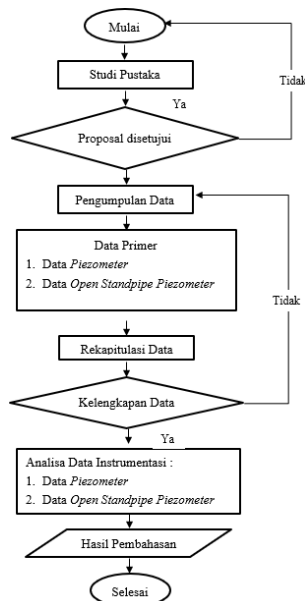 Mulai
Studi Pustaka
Tidak
Ya
Proposal disetujui
Pengumpulan Data
Data Primer
1. Data Piezometer
2. Data Open Standpipe Piezometer
Tidak
Rekapitulasi Data
Kelengkapan Data
Ya
Analisa Data Instrumentasi :
1. Data Piezometer
2. Data Open Standpipe Piezometer
Hasil Pembahasan
Selesai